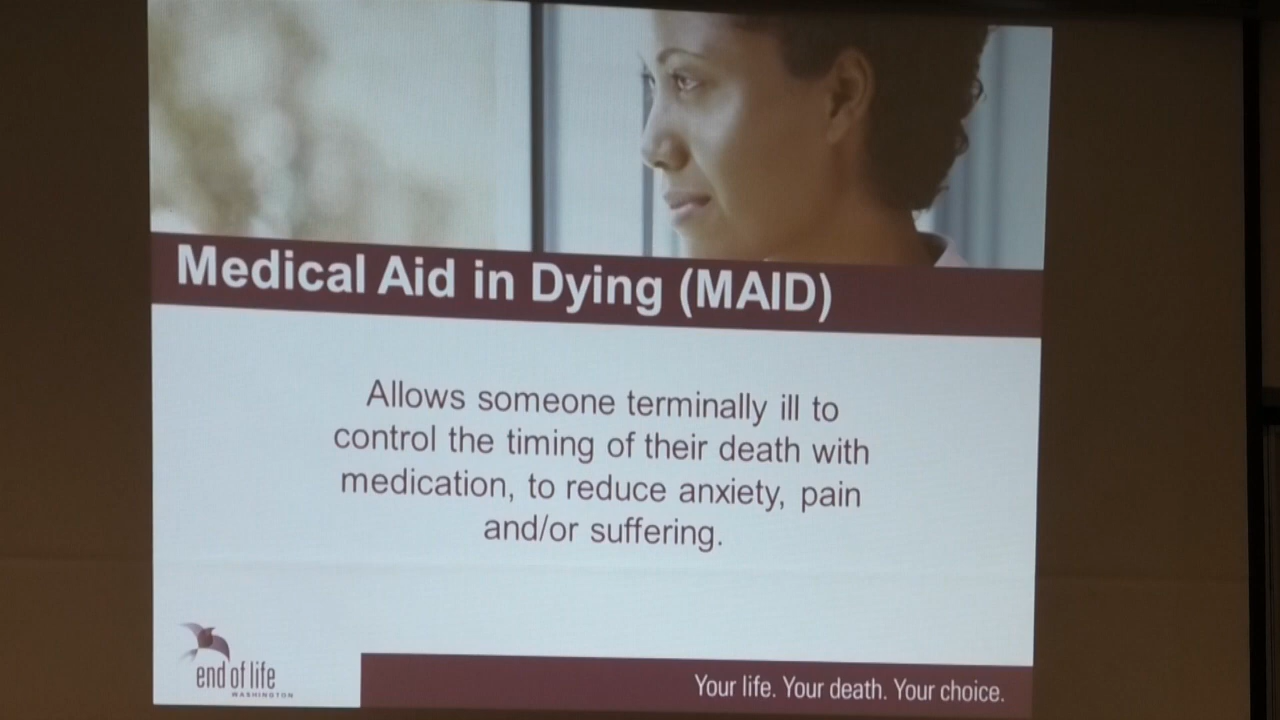 Medical Aid in Dying (MAID)
Allows someone terminally ill to
control the timing of their death with
medication, to reduce anxiety, pain
and/or suffering.
end of life
WASHINGTON
Your life. Your death. Your choice.